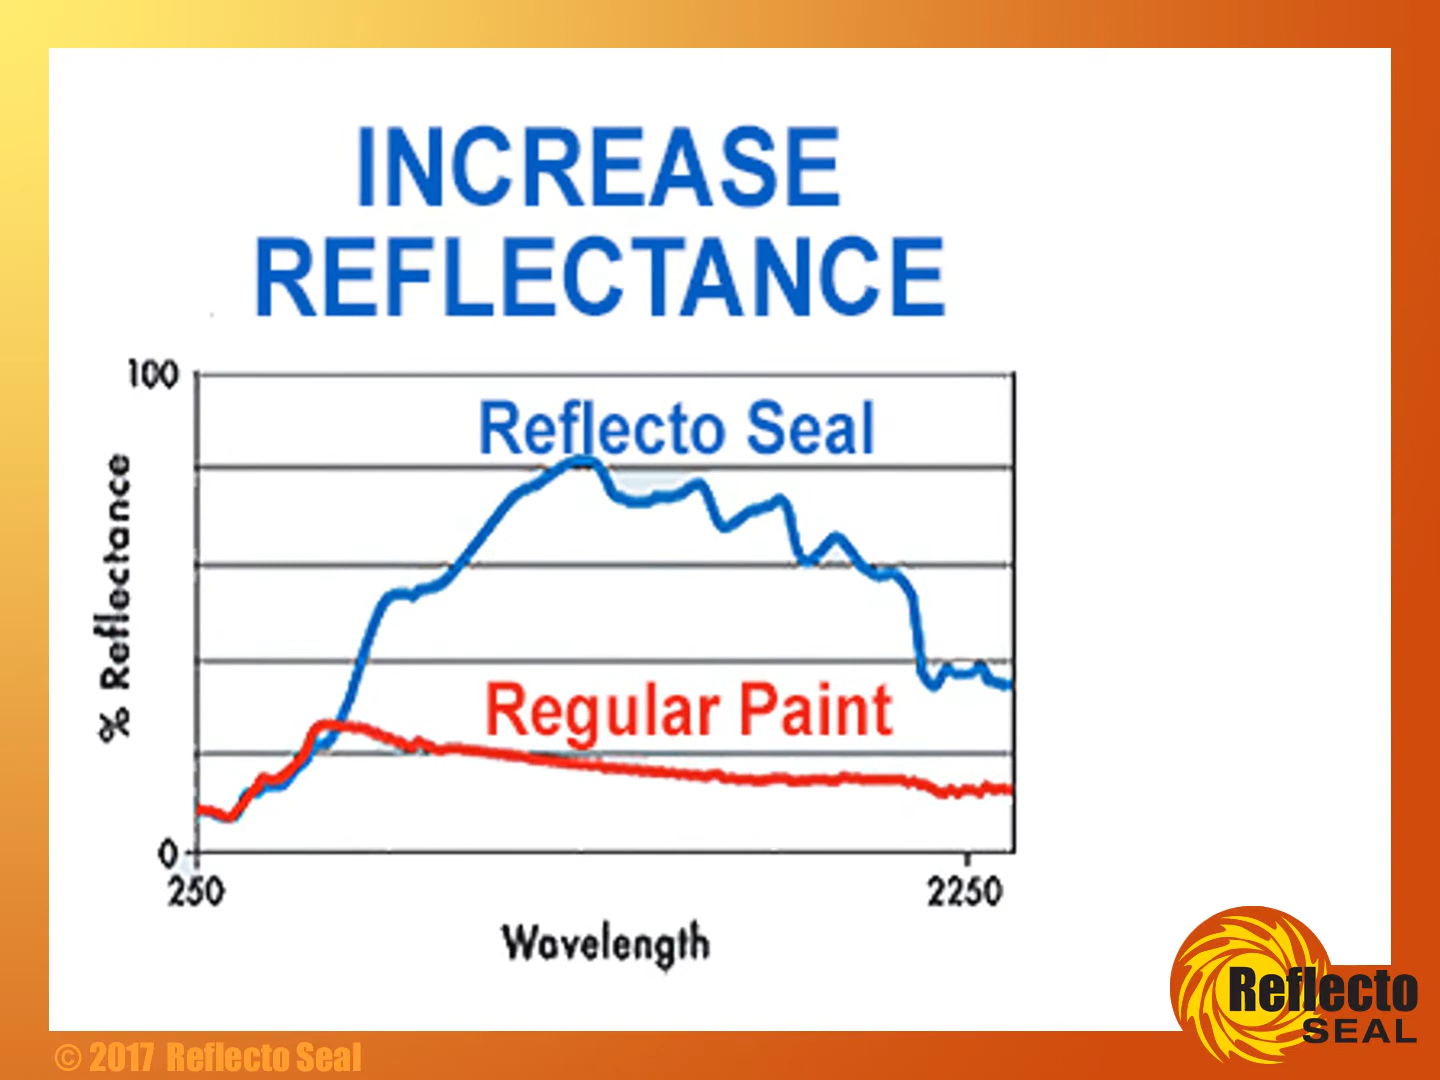 INCREASE
REFLECTANCE
100
Reflecto Seal
% Reflectance
Regular Paint
0
250
2250
Wavelength
Reflecto
SEAL
© 2017 Reflecto Seal